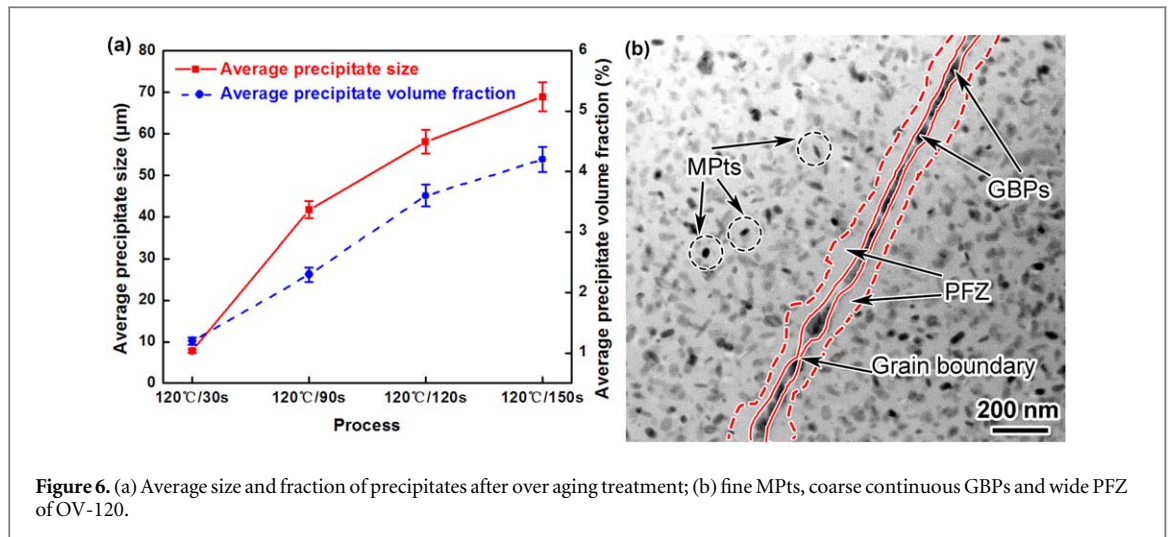 (a)
80
70
60
50
40
30
20
10
0
Average precipitate size (μm)
Average precipitate size
Average precipitate volume fraction
6
5
4
3
2
1
Average precipitate volume fraction (%)
120℃/30s 120℃/90s 120℃/120s 120℃/150s
Process
(b)
MPts
GBPs
PFZ
Grain boundary
200 nm
Figure 6. (a) Average size and fraction of precipitates after over aging treatment; (b) fine MPts, coarse continuous GBPs and wide PFZ
of OV-120.